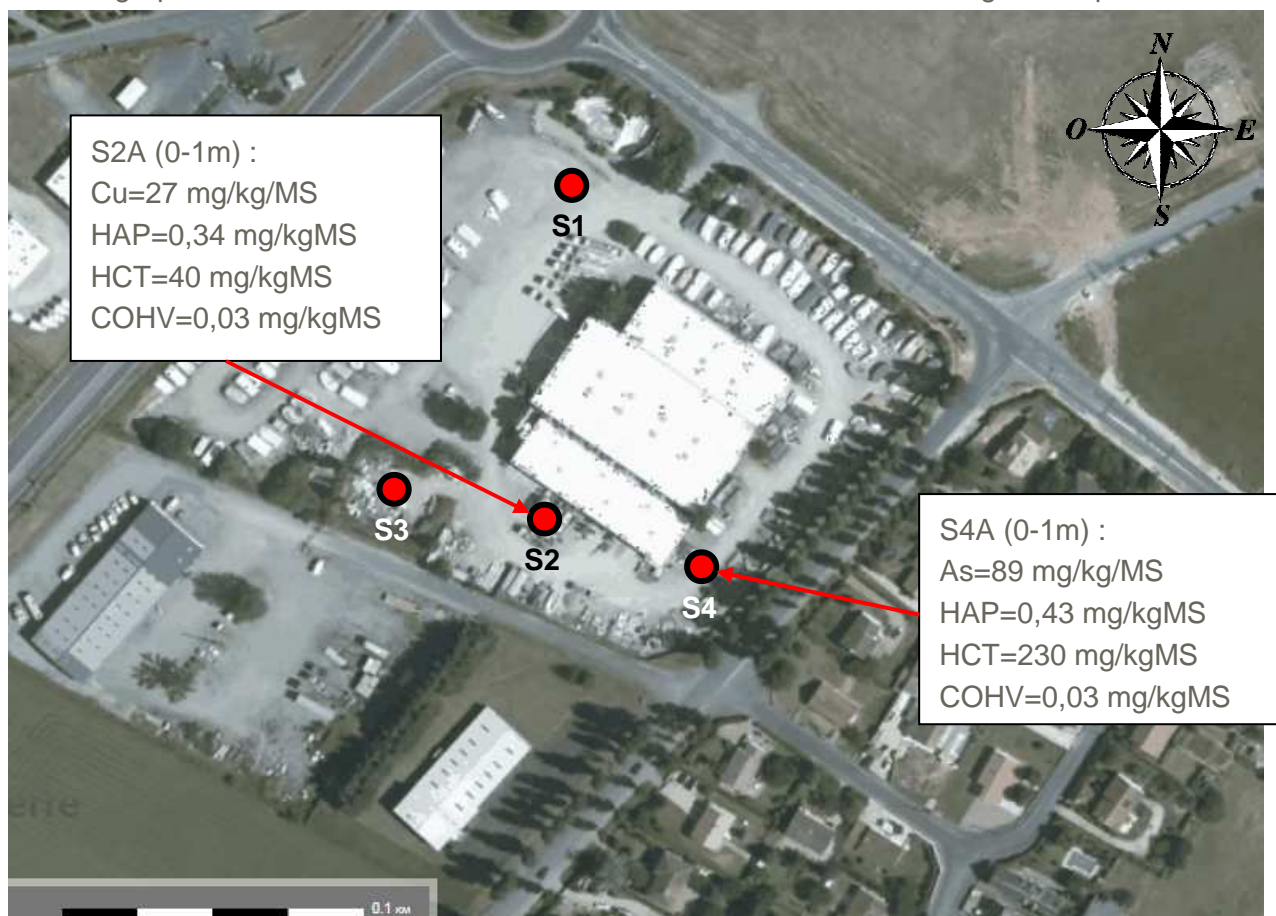 N
O
E
S
S2A (0-1m) :
Cu=27 mg/kg/MS
HAP=0,34 mg/kgMS
HCT=40 mg/kgMS
COHV=0,03 mg/kgMS
S1
S3
S2
S4
S4A (0-1m) :
As=89 mg/kg/MS
HAP=0,43 mg/kgMS
HCT=230 mg/kgMS
COHV=0,03 mg/kgMS
0.1 KM